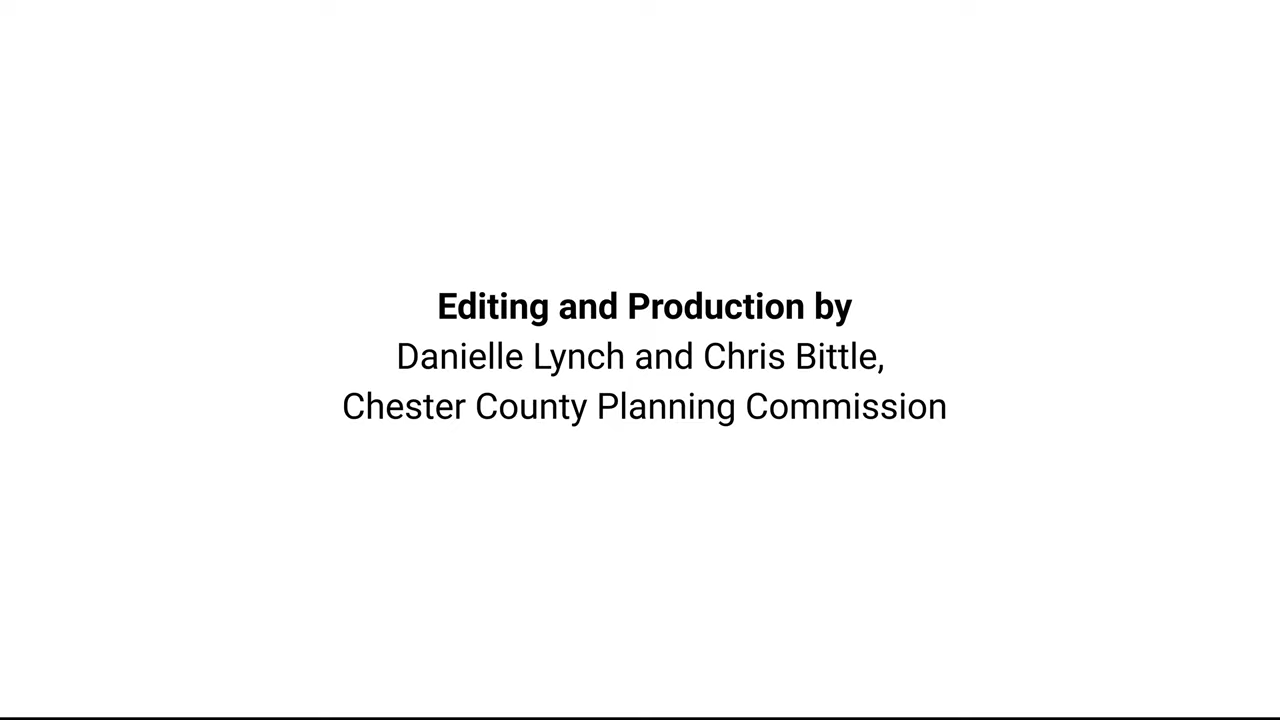 Editing and Production by
Danielle Lynch and Chris Bittle,
Chester County Planning Commission